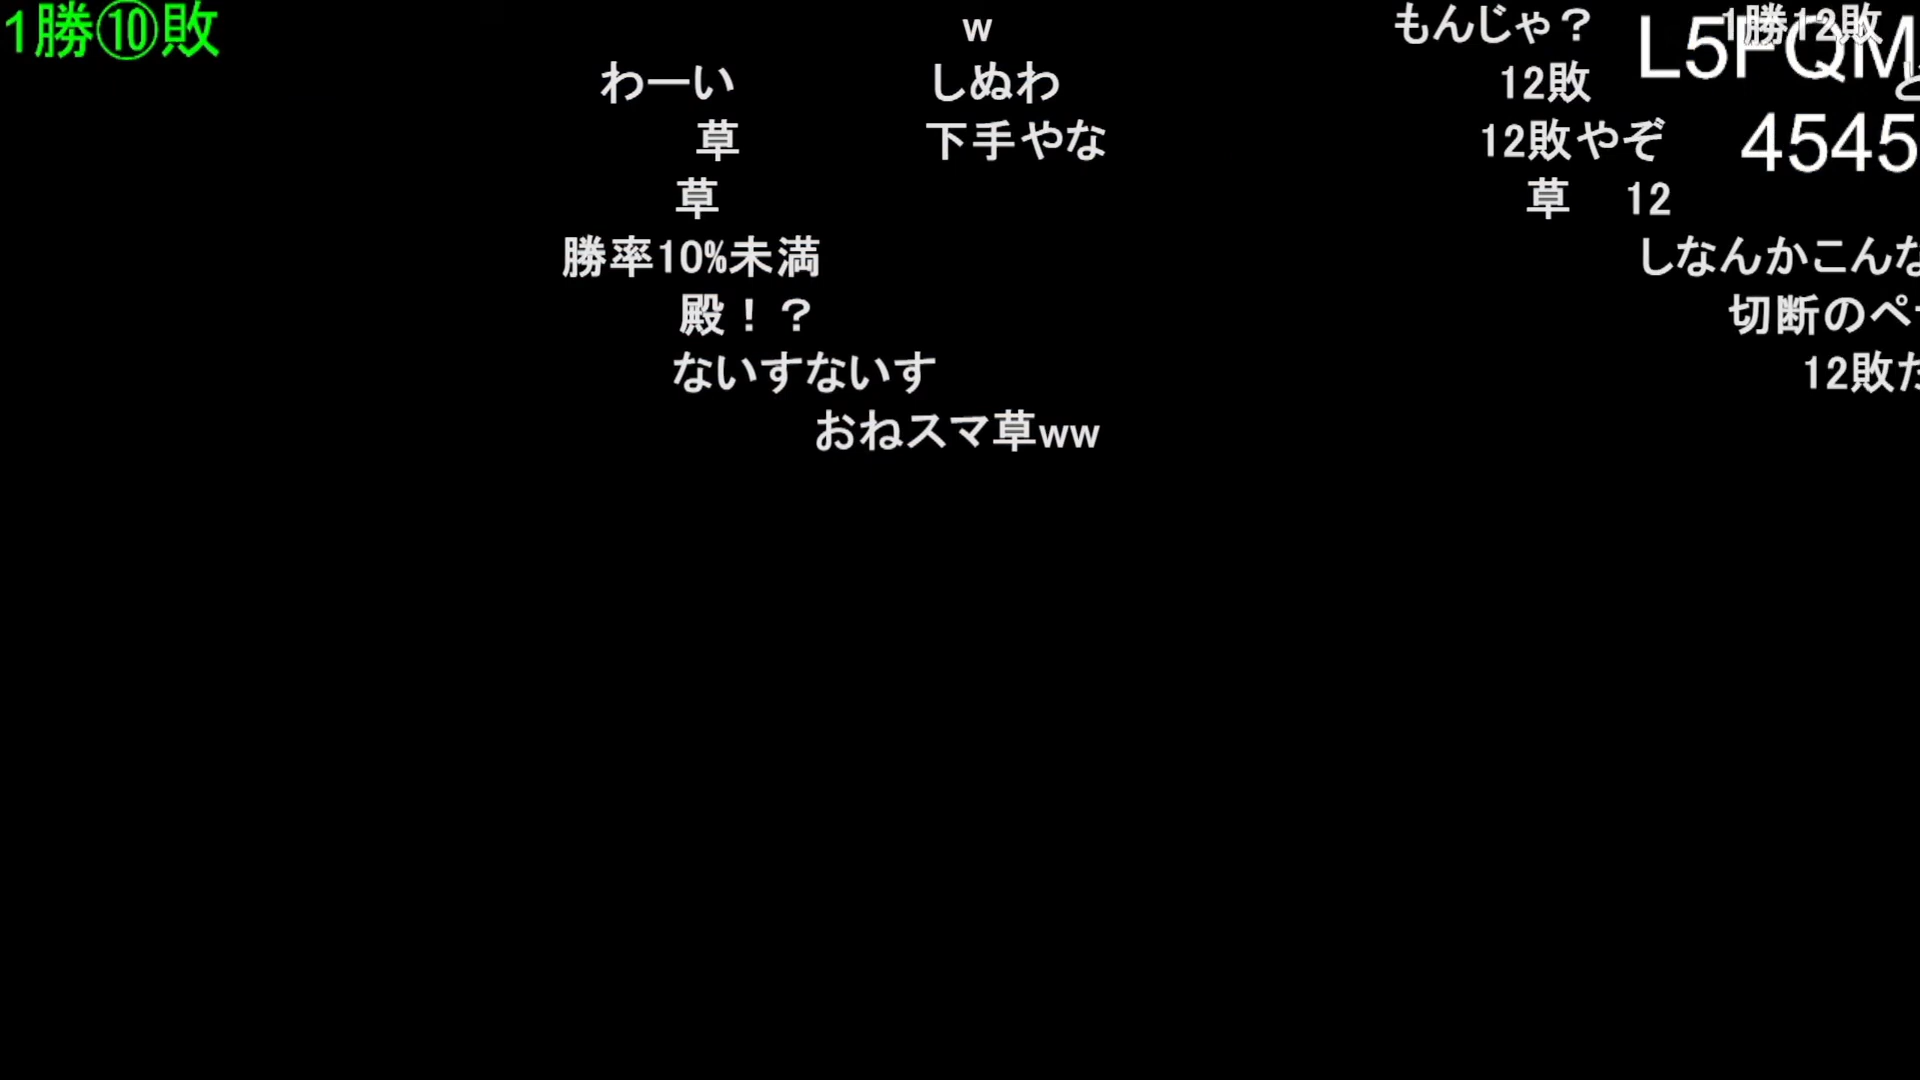 1勝⑩敗
w
もんじゃ？
1勝12敗
L5FQM
わーい
しぬわ
12敗
草
下手やな
12敗やぞ
4545
草
草
12
勝率10%未満
しなんかこんな
殿！？
切断のペ
ないすないす
12敗だ
おねスマ草ww